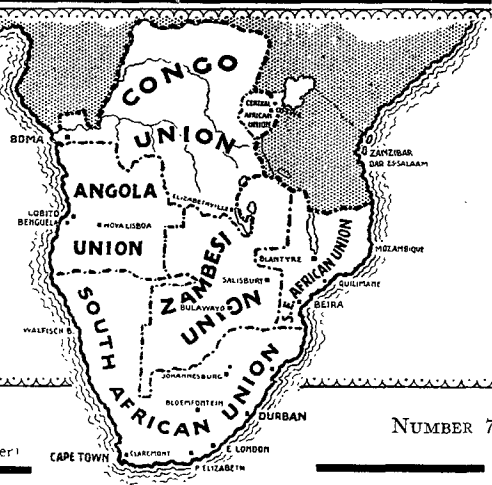 CONGO
UNION
CENTRAL
AFRICAN
UNION
BOMA
ZANZIBAR
DAR ES-SALAAM
ANGOLA
UNION
ELIZABETHVILLE
LOBITO
BENGUELA
NOVA LISBOA
ZAMBESI
UNION
BLANTYRE
S.E. AFRICAN UNION
MOZAMBIQUE
SALISBURY
QUILIMANE
BULAWAYO
BEIRA
WALFISCH B.
SOUTH AFRICAN UNION
JOHANNESBURG
BLOEMFONTEIN
DURBAN
NUMBER 7
CAPE TOWN
CLAREMONT
E. LONDON
P. ELIZABETH